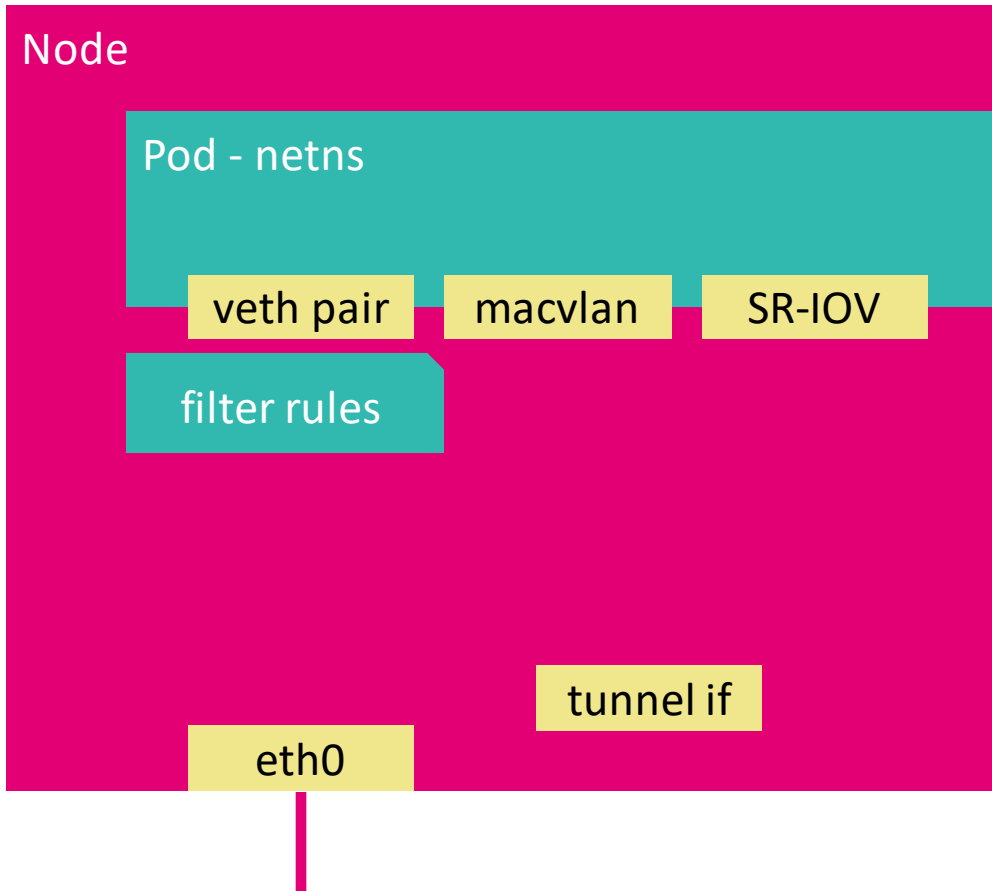 Node
Pod - netns
veth pair
macvlan
SR-IOV
filter rules
tunnel if
eth0